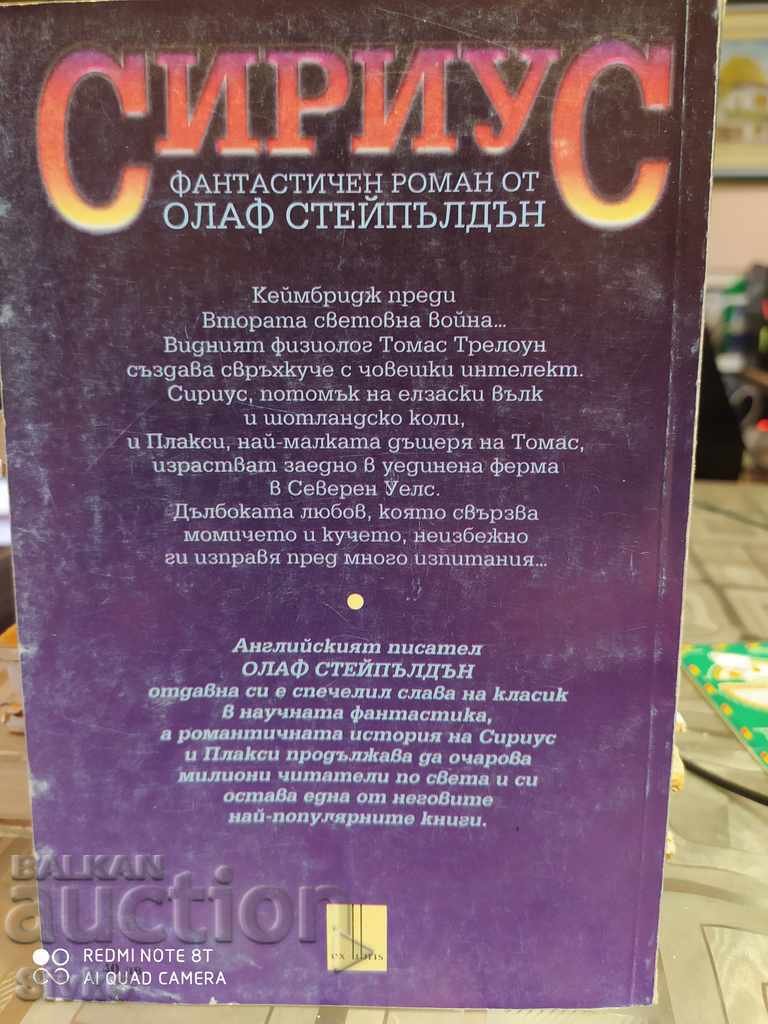 СИРИУС
ФАНТАСТИЧЕН РОМАН ОТ
ОЛАФ СТЕЙПЪЛДЪН
Кеймбридж преди
Втората световна война...
Видният физиолог Томас Трелоун
създава свръхкуче с човешки интелект.
Сириус, потомък на елзаски вълк
и шотландско коли,
и Плакси, най-малката дъщеря на Томас,
израстват заедно в уединена ферма
в Северен Уелс.
Дълбоката любов, която свързва
момичето и кучето, неизбежно
ги изправя пред много изпитания...
Английският писател
ОЛАФ СТЕЙПЪЛДЪН
отдавна си е спечелил слава на класик
в научната фантастика,
а романтичната история на Сириус
и Плакси продължава да очарова
милиони читатели по света и си
остава една от неговите
най-популярните книги.
BALKAN
auction
ex libris
REDMI NOTE 8T
AI QUAD CAMERA